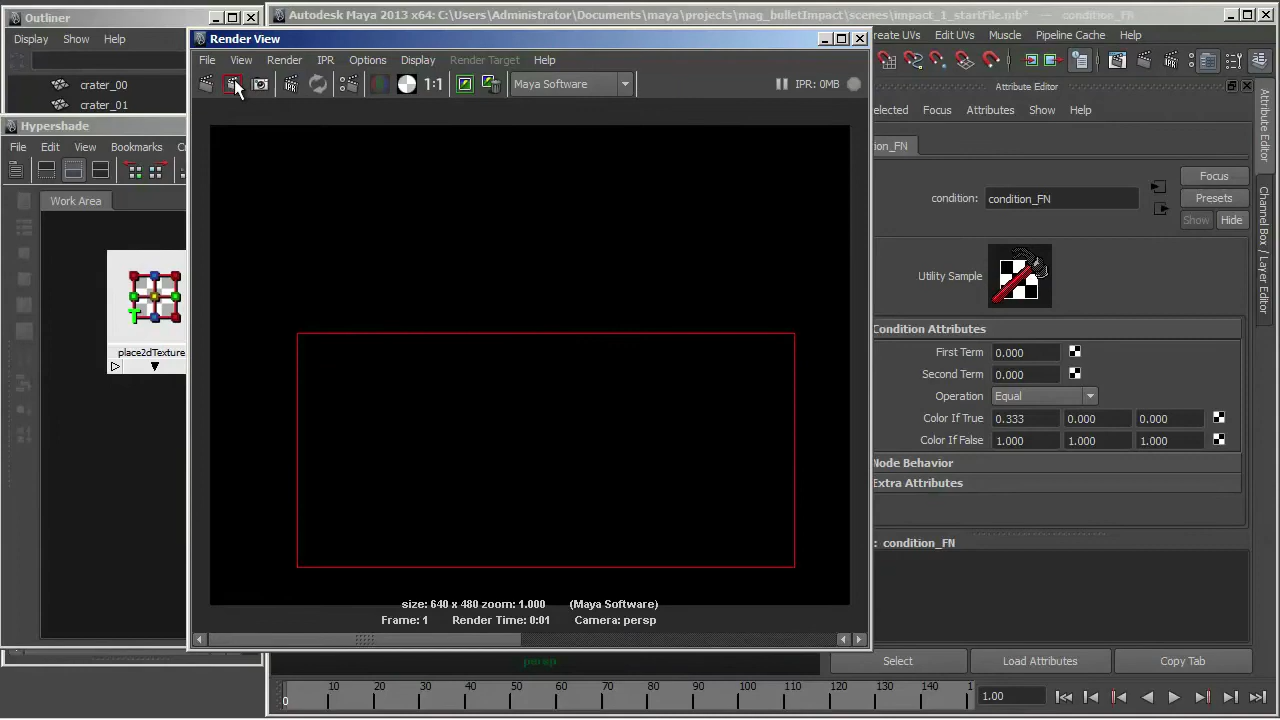 Outliner
Display Show Help
crater_00
crater_01
Hypershade
File Edit View Bookmarks
Work Area
place2dTexture
Autodesk Maya 2013 x64: C:\Users\Administrator\Documents\maya\projects\mag_bulletImpact\scenes\impact_1_startFile.mb* --- condition_FN
Create UVs Edit UVs Muscle Pipeline Cache Help
Render View
File View Render IPR Options Display Render Target Help
1:1 Maya Software IPR: 0MB
size: 640 x 480 zoom: 1.000 (Maya Software)
Frame: 1 Render Time: 0:01 Camera: persp
persp
Attribute Editor
Focus Attributes Show Help
condition: condition_FN
Focus
Presets
Show Hide
Utility Sample
Condition Attributes
First Term 0.000
Second Term 0.000
Operation Equal
Color If True 0.333 0.000 0.000
Color If False 1.000 1.000 1.000
Node Behavior
Extra Attributes
: condition_FN
Select Load Attributes Copy Tab
Attribute Editor
Channel Box / Layer Editor
0 10 20 30 40 50 60 70 80 90 100 110 120 130 140 1
1.00